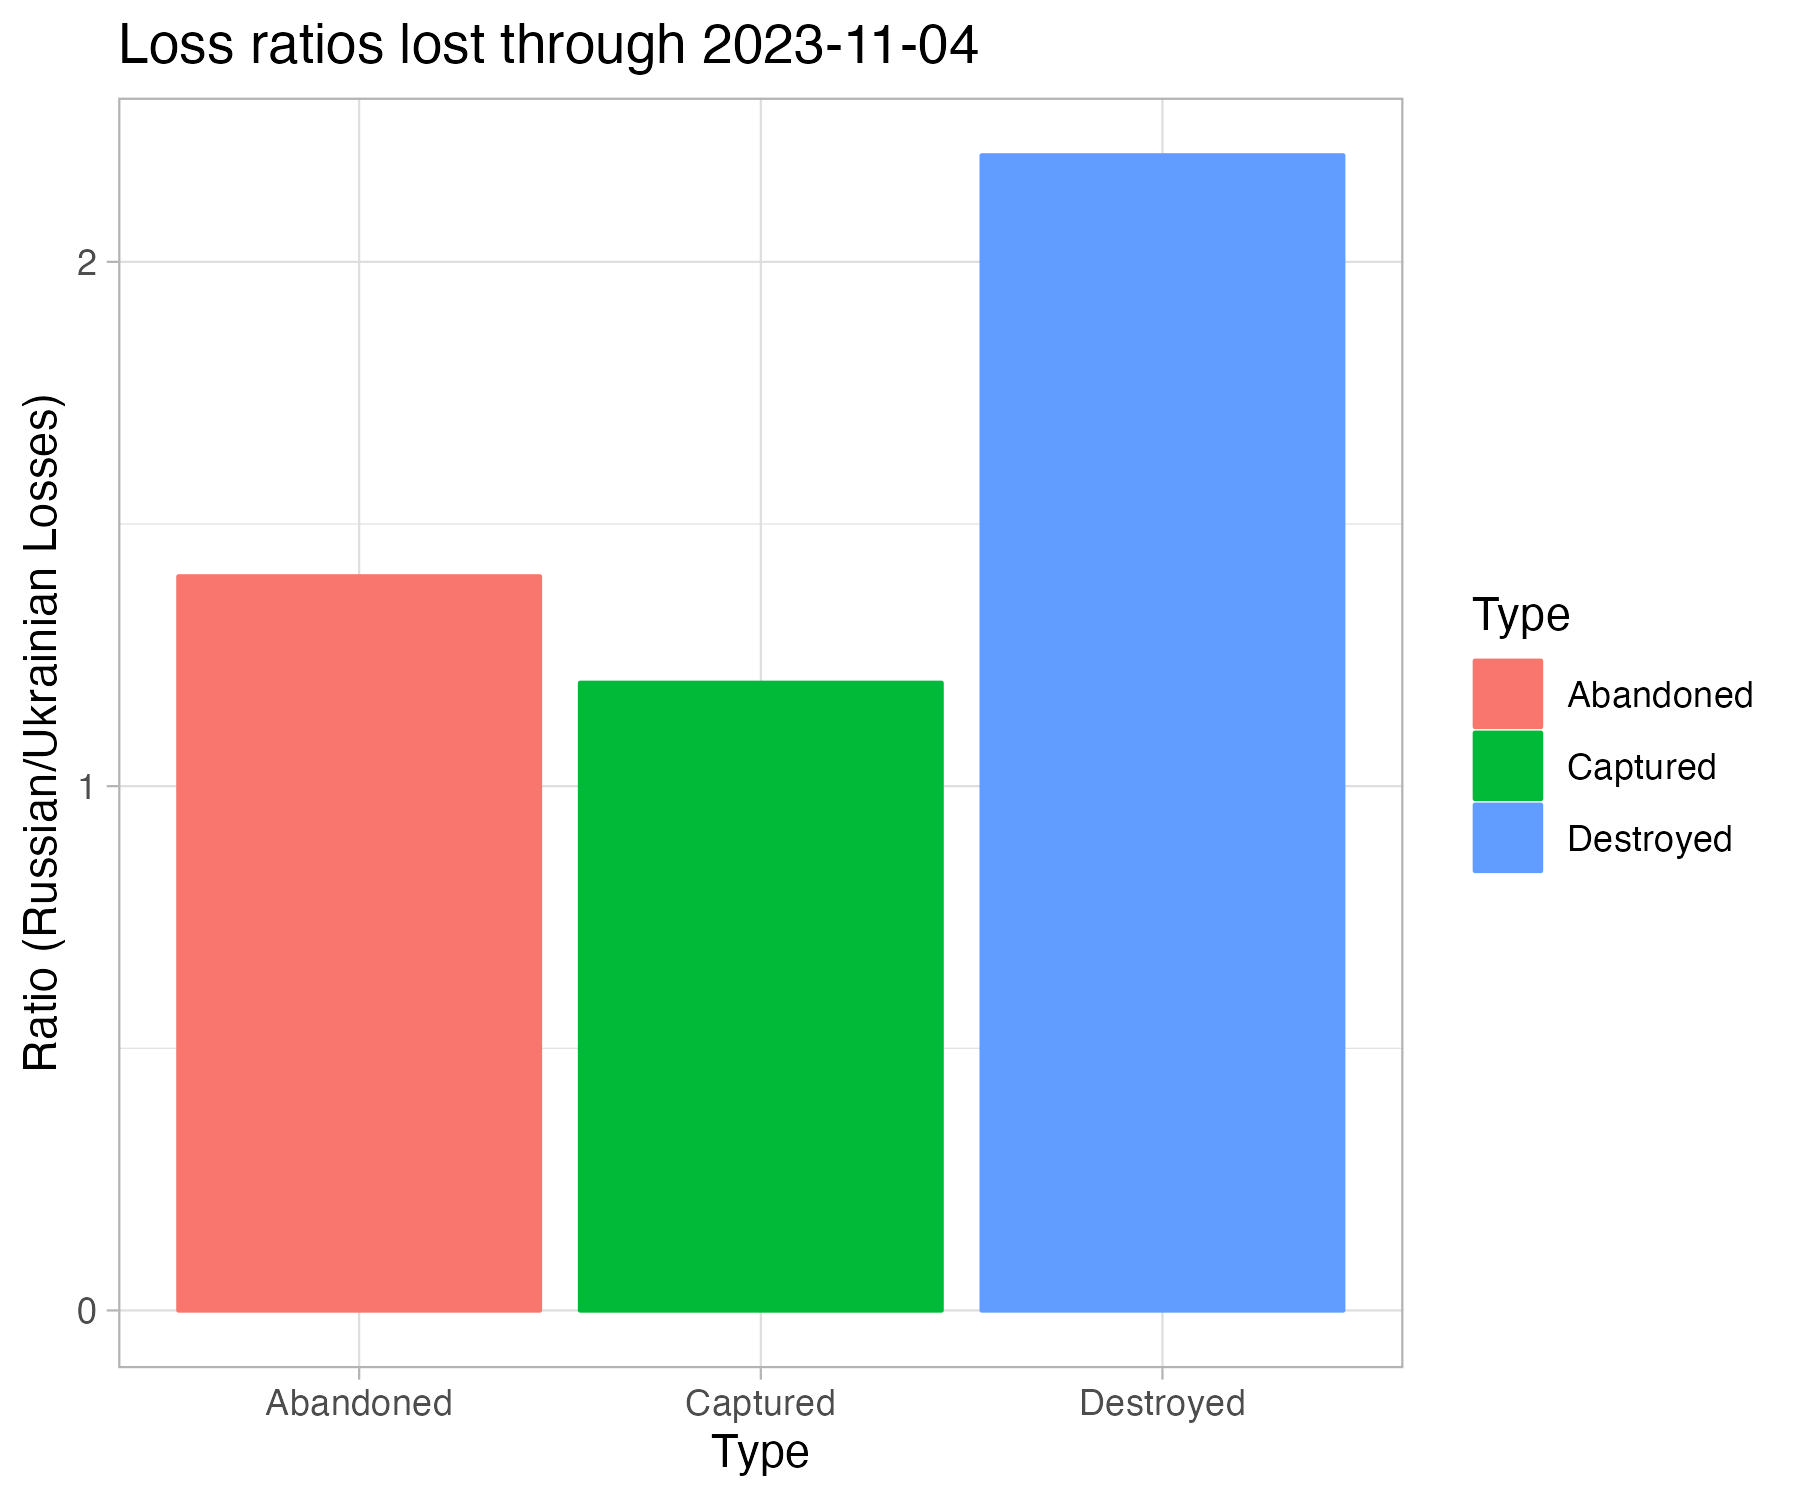 Loss ratios lost through 2023-11-04
Ratio (Russian/Ukrainian Losses)
2
1
0
Abandoned
Captured
Destroyed
Type
Type
Abandoned
Captured
Destroyed